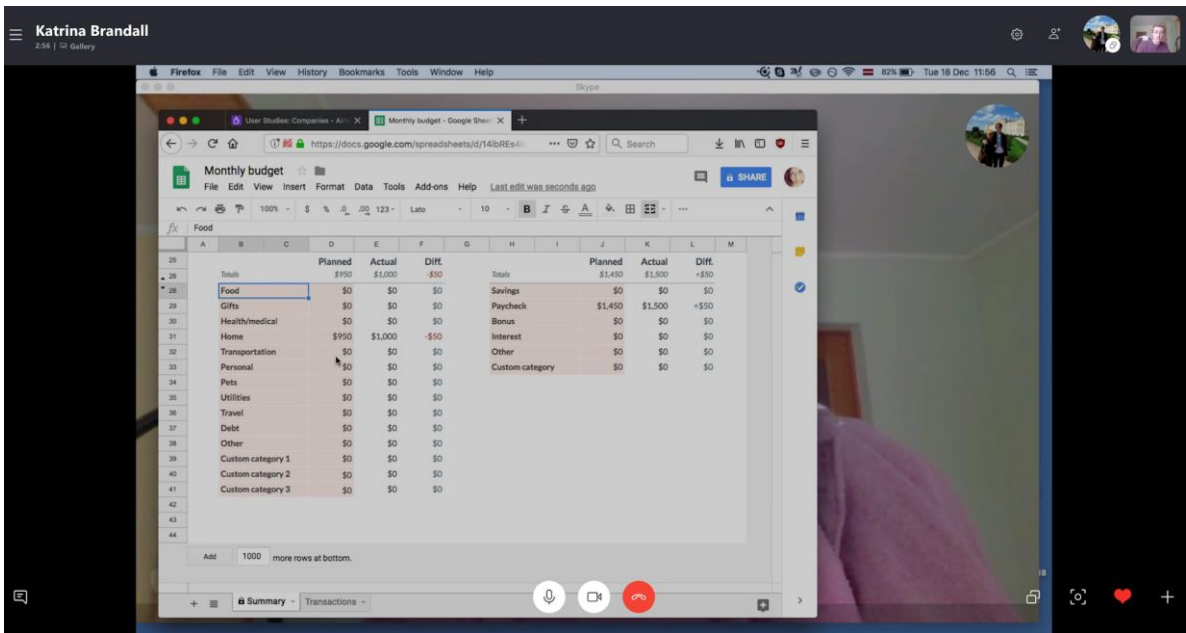 Katrina Brandall
2:56 | Gallery
Firefox File Edit View History Bookmarks Tools Window Help 82% Tue 18 Dec 11:56
Skype
User Studies: Companies - Monthly budget - Google Shee
https://docs.google.com/spreadsheets/d/ Search
Monthly budget
File Edit View Insert Format Data Tools Add-ons Help Last edit was seconds ago SHARE
100% $ % .0 .00 123 Lato 10 B I S A
fx Food
A B C D E F G H I J K L M
25 Planned Actual Diff. Planned Actual Diff.
26 Totals $950 $1,000 -$50 Totals $1,450 $1,500 +$50
28 Food $0 $0 $0 Savings $0 $0 $0
29 Gifts $0 $0 $0 Paycheck $1,450 $1,500 +$50
30 Health/medical $0 $0 $0 Bonus $0 $0 $0
31 Home $950 $1,000 -$50 Interest $0 $0 $0
32 Transportation $0 $0 $0 Other $0 $0 $0
33 Personal $0 $0 $0 Custom category $0 $0 $0
34 Pets $0 $0 $0
35 Utilities $0 $0 $0
36 Travel $0 $0 $0
37 Debt $0 $0 $0
38 Other $0 $0 $0
39 Custom category 1 $0 $0 $0
40 Custom category 2 $0 $0 $0
41 Custom category 3 $0 $0 $0
42
43
44
Add 1000 more rows at bottom.
Summary Transactions